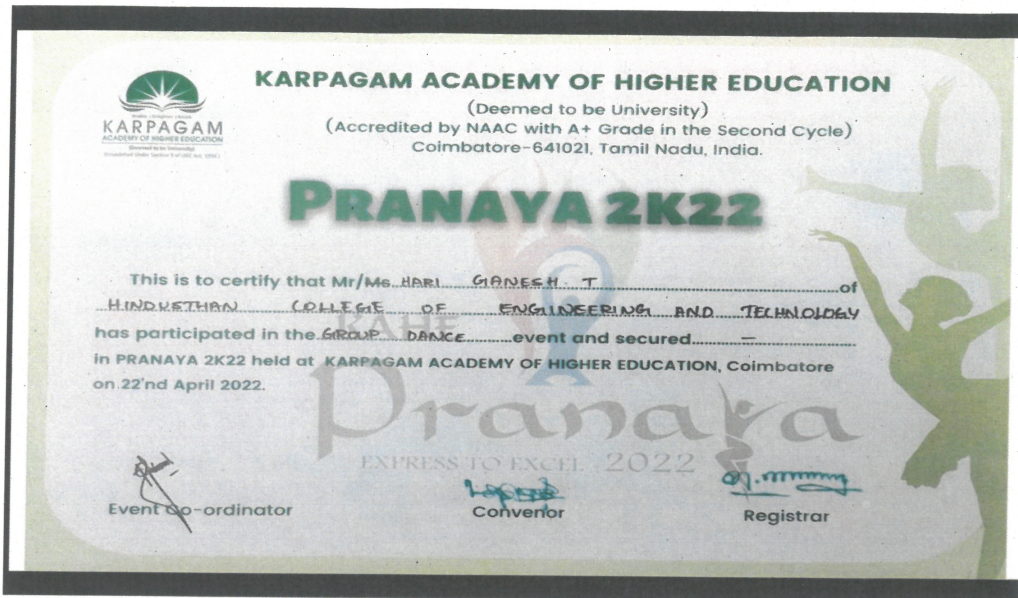 KARPAGAM ACADEMY OF HIGHER EDUCATION
(Deemed to be University)
(Accredited by NAAC with A+ Grade in the Second Cycle)
Coimbatore-641021, Tamil Nadu, India.
KARPAGAM
ACADEMY OF HIGHER EDUCATION
(Deemed to be University)
PRANAYA 2K22
This is to certify that Mr/Ms. HARI GANESH. T of
HINDUSTHAN COLLEGE OF ENGINEERING AND TECHNOLOGY
KAHE
has participated in the GROUP DANCE event and secured –
in PRANAYA 2K22 held at KARPAGAM ACADEMY OF HIGHER EDUCATION, Coimbatore
on 22'nd April 2022.
Pranaya
EXPRESS TO EXCEL 2022
Event Co-ordinator
Convenor
Registrar